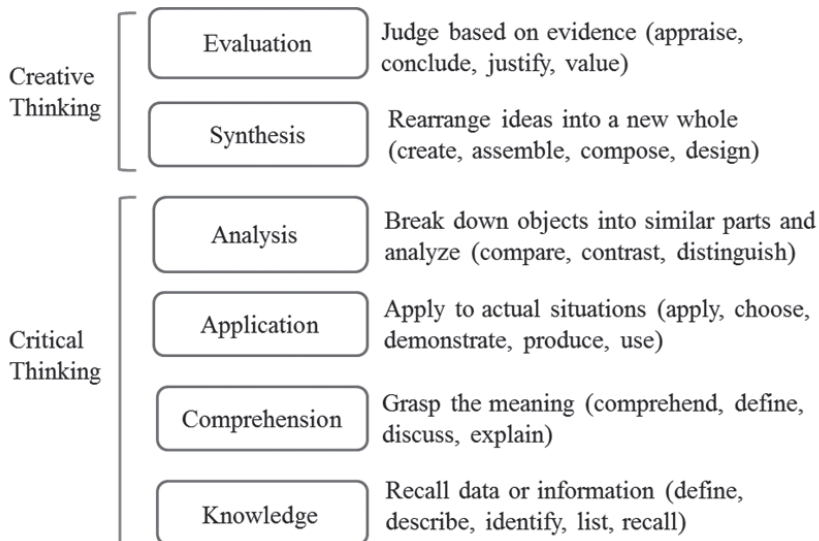 Creative
Thinking
Evaluation
Judge based on evidence (appraise,
conclude, justify, value)
Synthesis
Rearrange ideas into a new whole
(create, assemble, compose, design)
Critical
Thinking
Analysis
Break down objects into similar parts and
analyze (compare, contrast, distinguish)
Application
Apply to actual situations (apply, choose,
demonstrate, produce, use)
Comprehension
Grasp the meaning (comprehend, define,
discuss, explain)
Knowledge
Recall data or information (define,
describe, identify, list, recall)